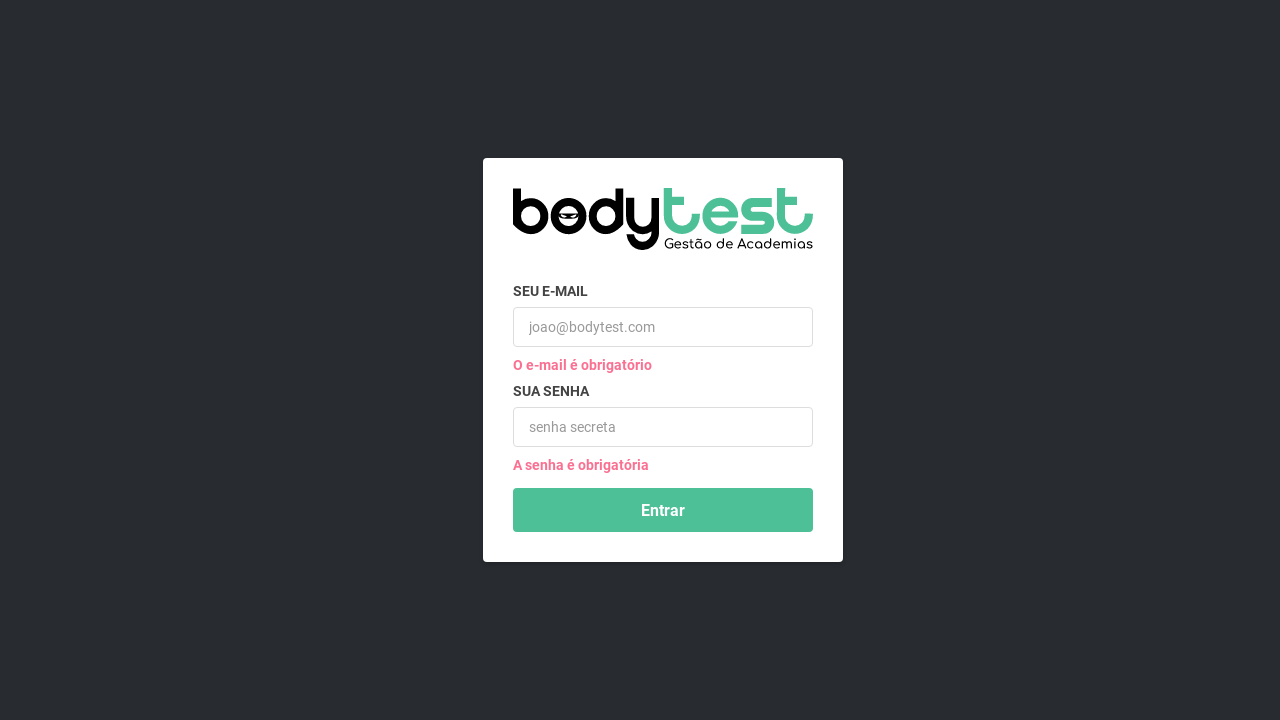 bodytest
Gestão de Academias
SEU E-MAIL
joao@bodytest.com
O e-mail é obrigatório
SUA SENHA
senha secreta
A senha é obrigatória
Entrar